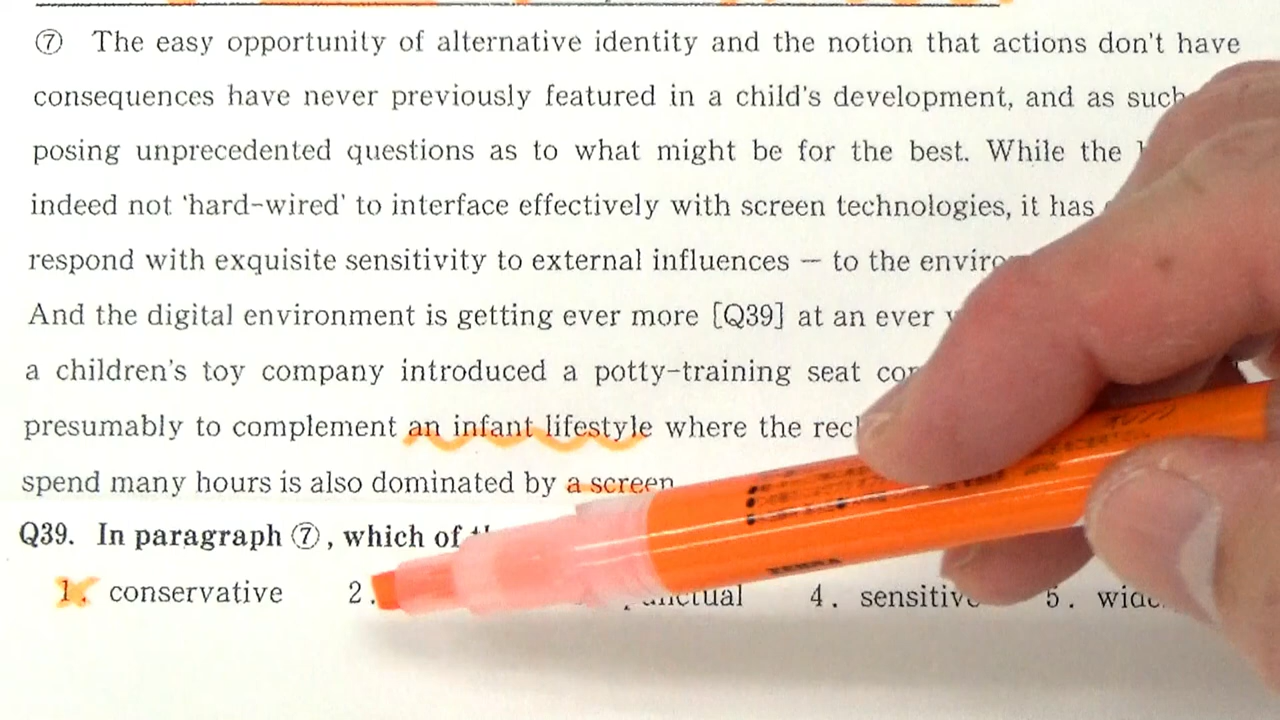 ⑦ The easy opportunity of alternative identity and the notion that actions don't have
consequences have never previously featured in a child's development, and as such
posing unprecedented questions as to what might be for the best. While the
indeed not 'hard-wired' to interface effectively with screen technologies, it has
respond with exquisite sensitivity to external influences — to the
And the digital environment is getting ever more [Q39] at an ever
a children's toy company introduced a potty-training seat
presumably to complement an infant lifestyle where the
spend many hours is also dominated by a screen
Q39. In paragraph ⑦, which of
1. conservative 2. 4. sensitive 5.